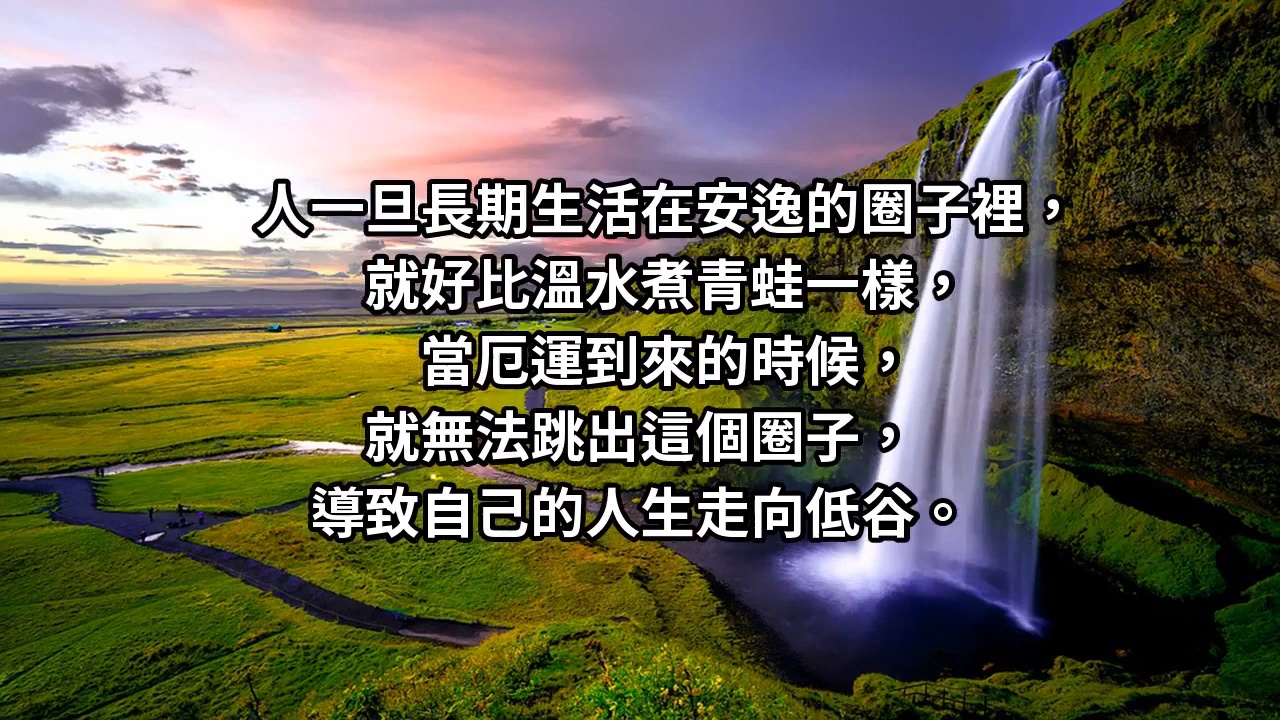 人一旦長期生活在安逸的圈子裡，
就好比溫水煮青蛙一樣，
當厄運到來的時候，
就無法跳出這個圈子，
導致自己的人生走向低谷。